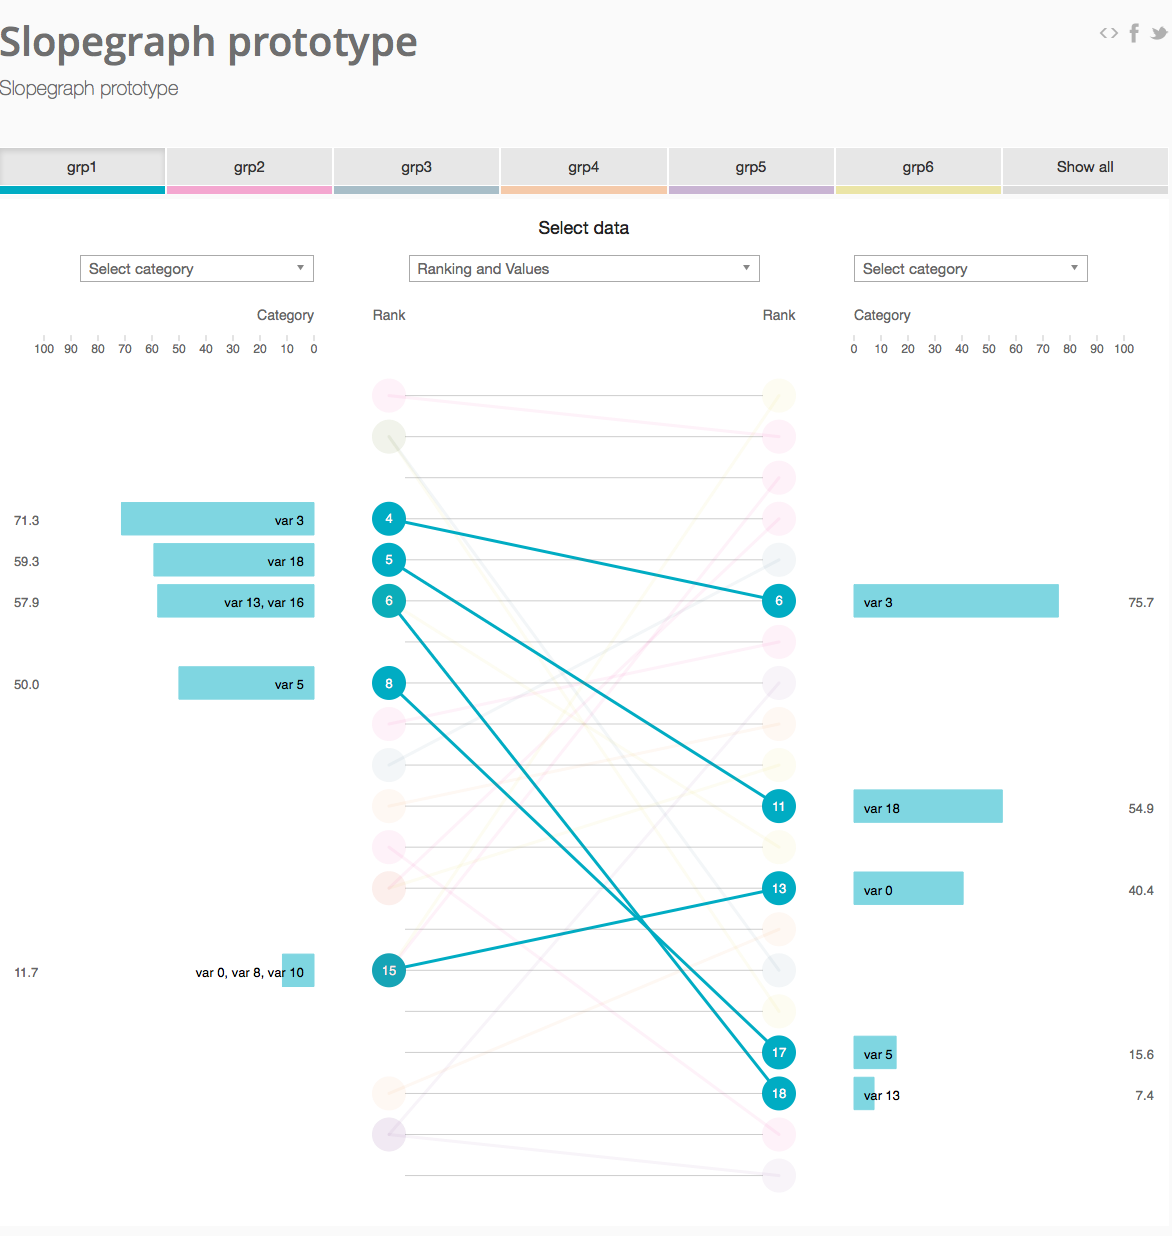 Slopegraph prototype
Slopegraph prototype
grp1 grp2 grp3 grp4 grp5 grp6 Show all
Select data
Select category Ranking and Values Select category
Category Rank Rank Category
100 90 80 70 60 50 40 30 20 10 0 0 10 20 30 40 50 60 70 80 90 100
71.3 var 3 4
59.3 var 18 5
57.9 var 13, var 16 6 6 var 3 75.7
50.0 var 5 8
11 var 18 54.9
13 var 0 40.4
11.7 var 0, var 8, var 10 15
17 var 5 15.6
18 var 13 7.4